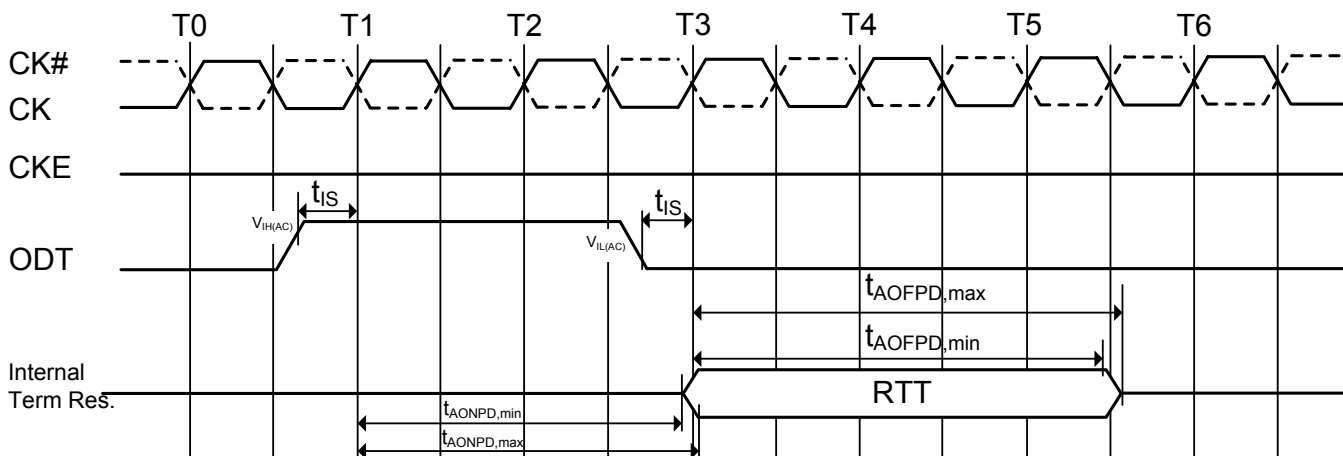 T0 T1 T2 T3 T4 T5 T6
CK#
CK
CKE
tIS tIS
VIH(AC) VIL(AC)
ODT
tAOFPD,max
tAOFPD,min
Internal
Term Res.
RTT
tAONPD,min
tAONPD,max